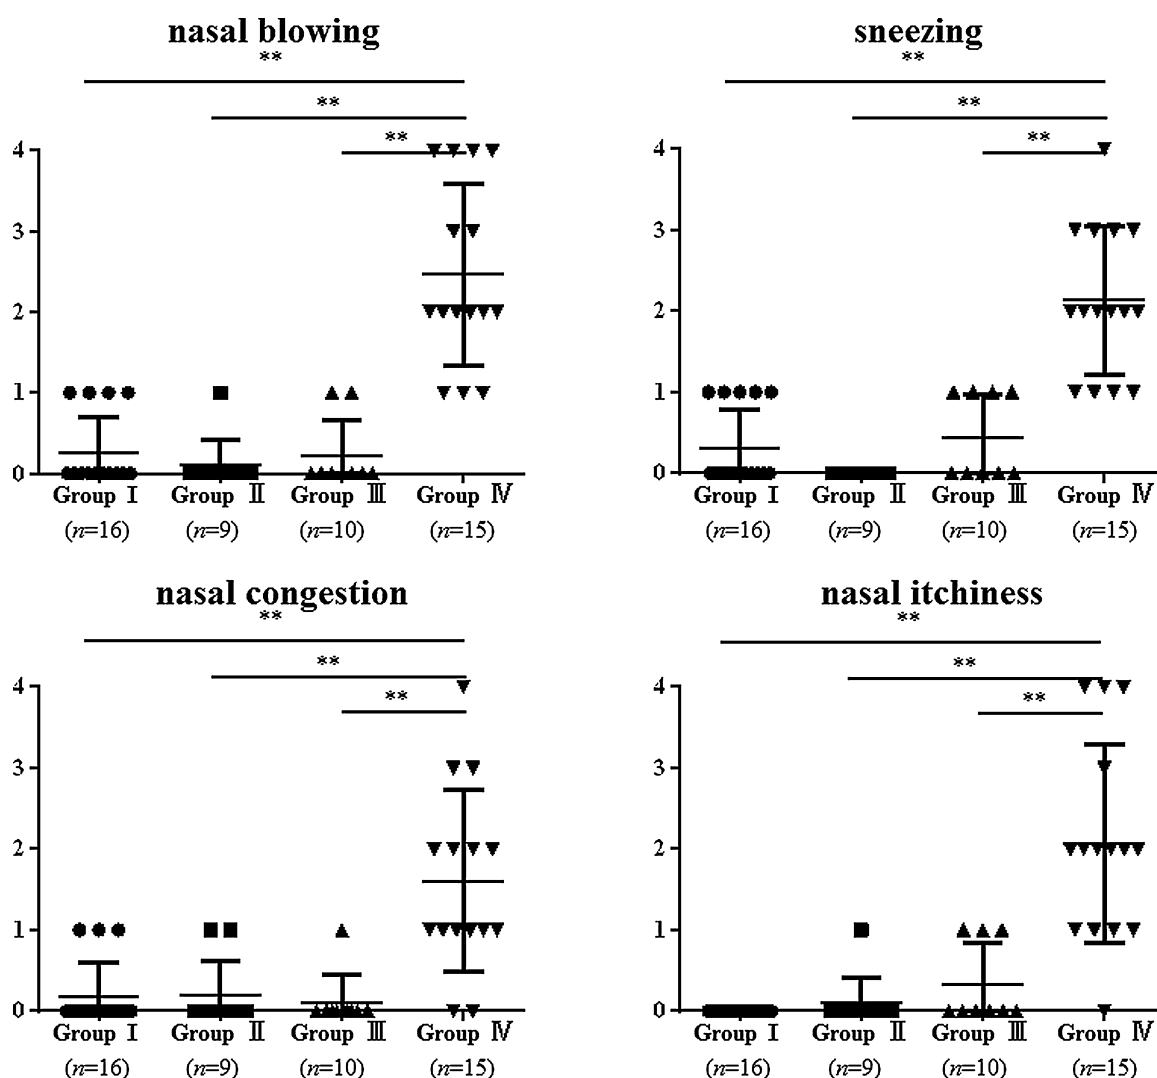 nasal blowing
**
**
**
4
3
2
1
0
Group Ⅰ Group Ⅱ Group Ⅲ Group Ⅳ
(n=16) (n=9) (n=10) (n=15)
sneezing
**
**
**
4
3
2
1
0
Group Ⅰ Group Ⅱ Group Ⅲ Group Ⅳ
(n=16) (n=9) (n=10) (n=15)
nasal congestion
**
**
**
4
3
2
1
0
Group Ⅰ Group Ⅱ Group Ⅲ Group Ⅳ
(n=16) (n=9) (n=10) (n=15)
nasal itchiness
**
**
**
4
3
2
1
0
Group Ⅰ Group Ⅱ Group Ⅲ Group Ⅳ
(n=16) (n=9) (n=10) (n=15)